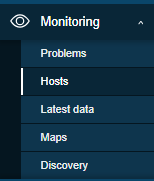 Monitoring
Problems
Hosts
Latest data
Maps
Discovery